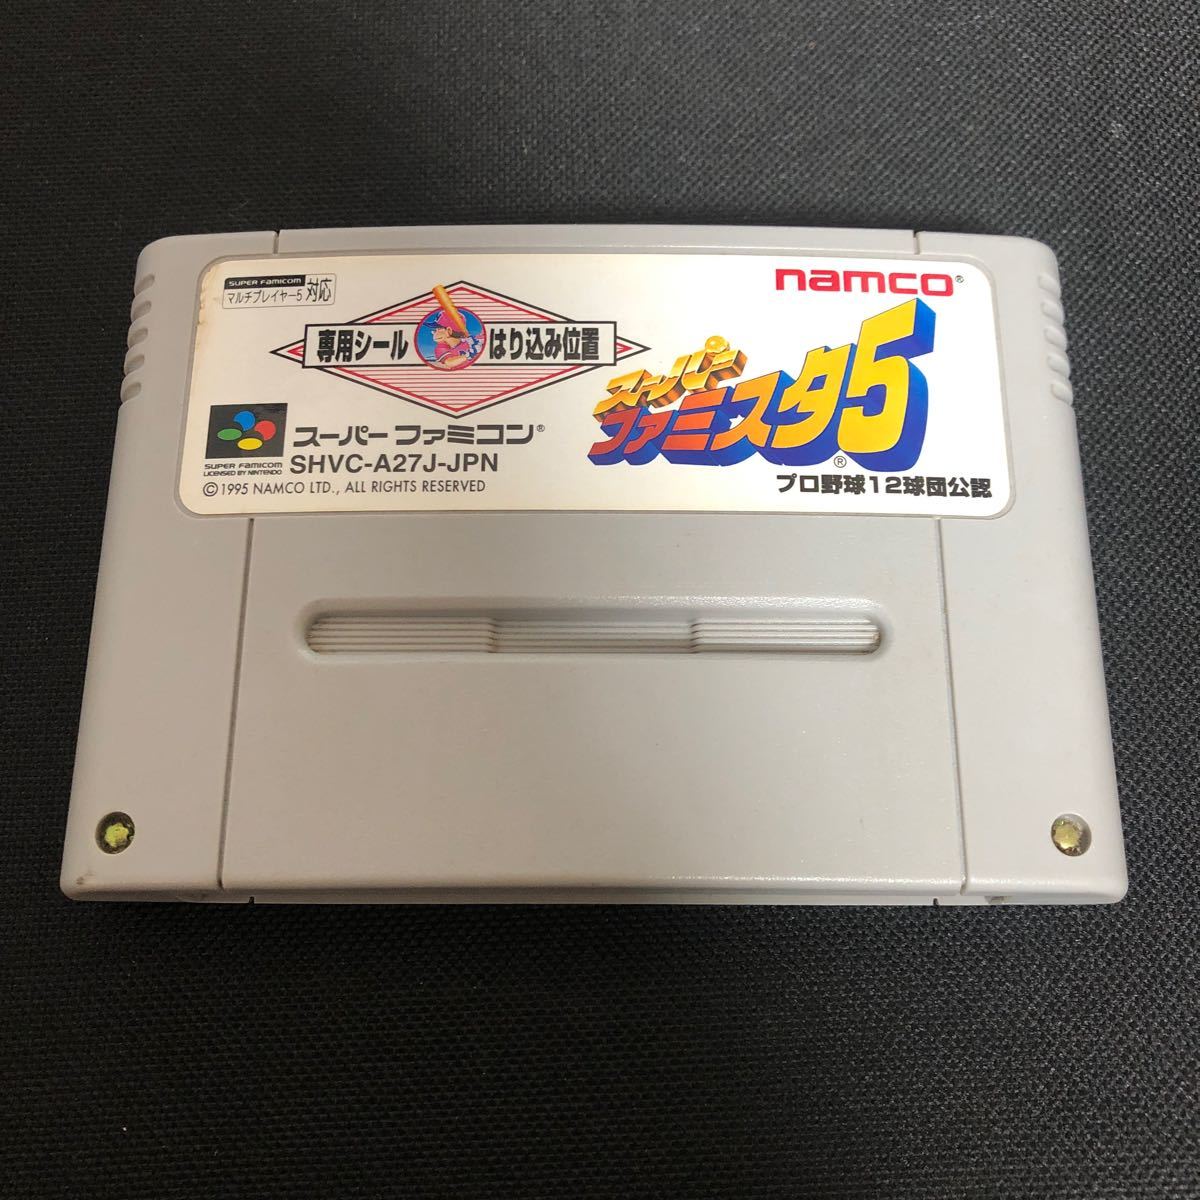 SUPER FAMICOM
マルチプレイヤー5 対応
専用シール はり込み位置
namco®
スーパー
ファミスタ5
®
プロ野球12球団公認
スーパーファミコン®
SHVC-A27J-JPN
SUPER FAMICOM
LICENSED BY NINTENDO
©1995 NAMCO LTD., ALL RIGHTS RESERVED